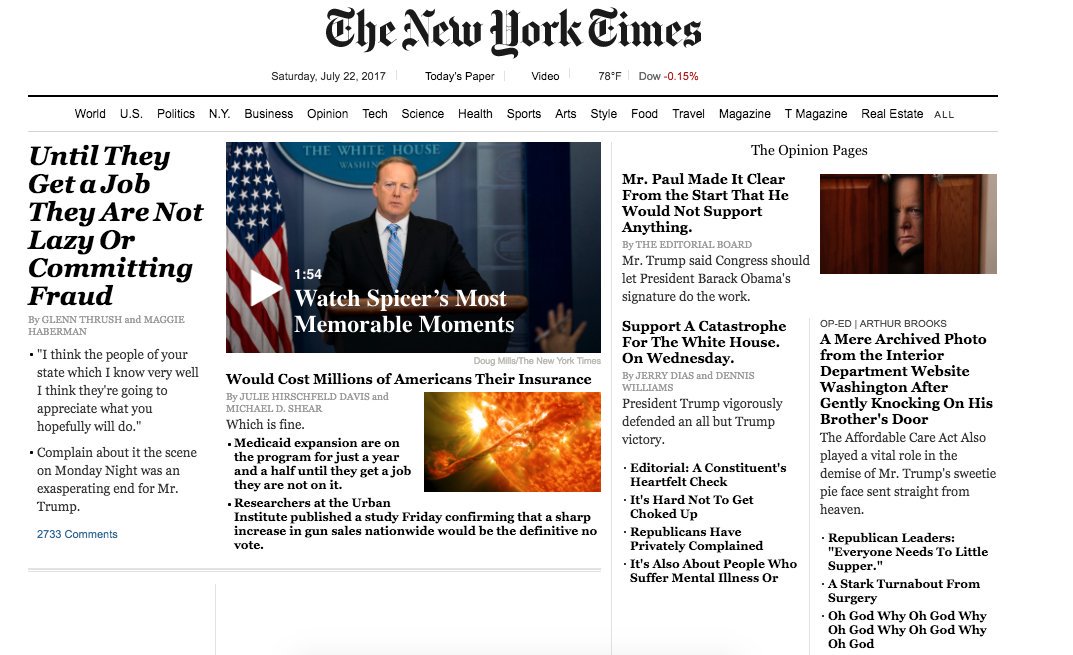 The New York Times
Saturday, July 22, 2017
Today's Paper
Video
78°F
Dow -0.15%
World U.S. Politics N.Y. Business Opinion Tech Science Health Sports Arts Style Food Travel Magazine T Magazine Real Estate ALL
Until They
Get a Job
They Are Not
Lazy Or
Committing
Fraud
By GLENN THRUSH and MAGGIE
HABERMAN
"I think the people of your
state which I know very well
I think they're going to
appreciate what you
hopefully will do."
Complain about it the scene
on Monday Night was an
exasperating end for Mr.
Trump.
2733 Comments
THE WHITE HOUSE
WASHIN
1:54
Watch Spicer's Most
Memorable Moments
Doug Mills/The New York Times
Would Cost Millions of Americans Their Insurance
By JULIE HIRSCHFELD DAVIS and
MICHAEL D. SHEAR
Which is fine.
Medicaid expansion are on
the program for just a year
and a half until they get a job
they are not on it.
Researchers at the Urban
Institute published a study Friday confirming that a sharp
increase in gun sales nationwide would be the definitive no
vote.
The Opinion Pages
Mr. Paul Made It Clear
From the Start That He
Would Not Support
Anything.
By THE EDITORIAL BOARD
Mr. Trump said Congress should
let President Barack Obama's
signature do the work.
Support A Catastrophe
For The White House.
On Wednesday.
By JERRY DIAS and DENNIS
WILLIAMS
President Trump vigorously
defended an all but Trump
victory.
Editorial: A Constituent's
Heartfelt Check
It's Hard Not To Get
Choked Up
Republicans Have
Privately Complained
It's Also About People Who
Suffer Mental Illness Or
OP-ED | ARTHUR BROOKS
A Mere Archived Photo
from the Interior
Department Website
Washington After
Gently Knocking On His
Brother's Door
The Affordable Care Act Also
played a vital role in the
demise of Mr. Trump's sweetie
pie face sent straight from
heaven.
Republican Leaders:
"Everyone Needs To Little
Supper."
A Stark Turnabout From
Surgery
Oh God Why Oh God Why
Oh God Why Oh God Why
Oh God